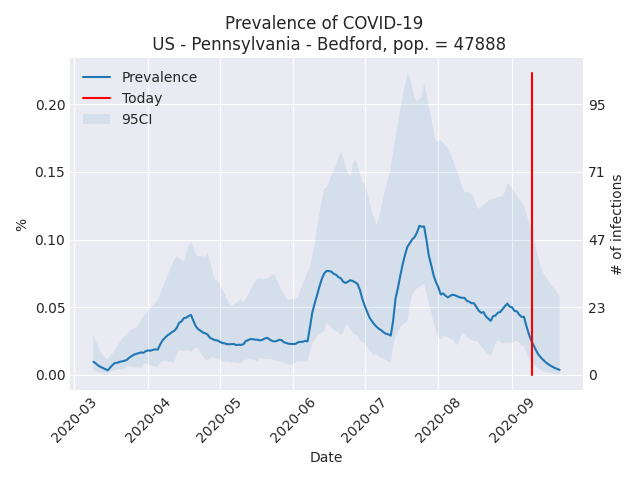 Prevalence of COVID-19
US - Pennsylvania - Bedford, pop. = 47888
Prevalence
Today
95CI
0.20
0.15
0.10
0.05
0.00
%
95
71
47
23
0
# of infections
2020-03
2020-04
2020-05
2020-06
2020-07
2020-08
2020-09
Date